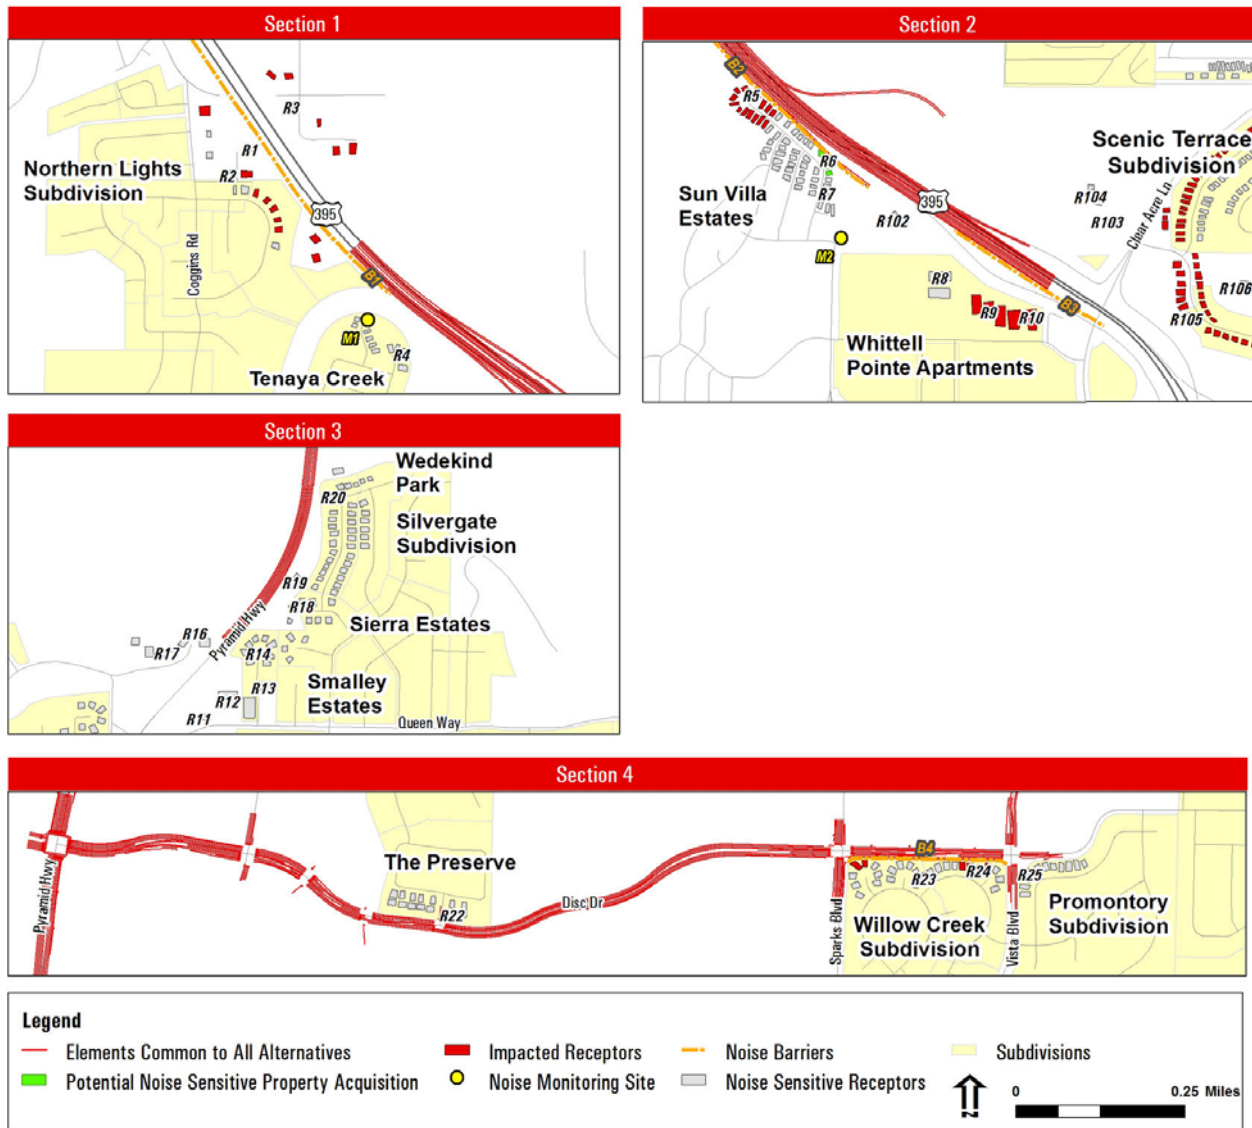 Section 1
R3
R1
Northern Lights
Subdivision
R2
395
Coggins Rd
B1
M1
R4
Tenaya Creek
Section 2
B2
R5
Scenic Terrace
Subdivision
R6
Sun Villa
Estates
R7
R102
395
R104
R103
Clear Acre Ln
M2
R8
R106
R9
R10
B3
R105
Whittell
Pointe Apartments
Section 3
Wedekind
Park
R20
Silvergate
Subdivision
R19
R18
Pyramid Hwy
Sierra Estates
R16
R17
R14
Smalley
Estates
R13
R12
R11
Queen Way
Section 4
Pyramid Hwy
The Preserve
R22
Disc Dr
B4
Sparks Blvd
R23
R24
R25
Willow Creek
Subdivision
Vista Blvd
Promontory
Subdivision
Legend
Elements Common to All Alternatives
Impacted Receptors
Noise Barriers
Subdivisions
Potential Noise Sensitive Property Acquisition
Noise Monitoring Site
Noise Sensitive Receptors
N
0
0.25 Miles